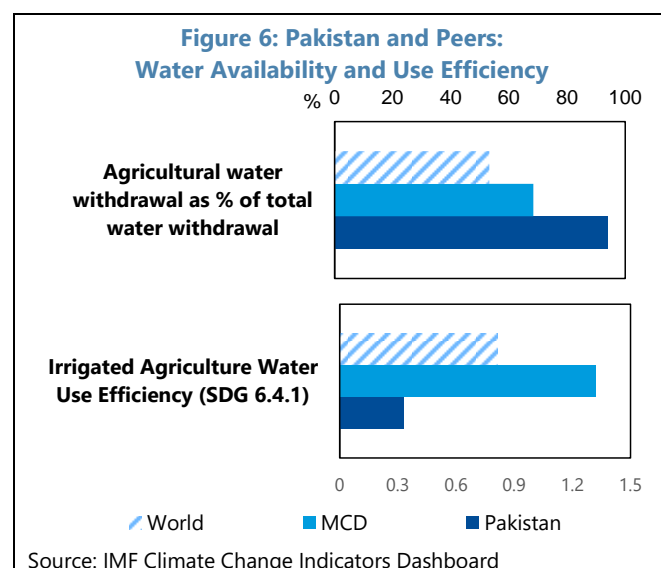 Figure 6: Pakistan and Peers:
Water Availability and Use Efficiency
% 0 20 40 60 80 100
Agricultural water
withdrawal as % of total
water withdrawal
Irrigated Agriculture Water
Use Efficiency (SDG 6.4.1)
0 0.3 0.6 0.9 1.2 1.5
World MCD Pakistan
Source: IMF Climate Change Indicators Dashboard